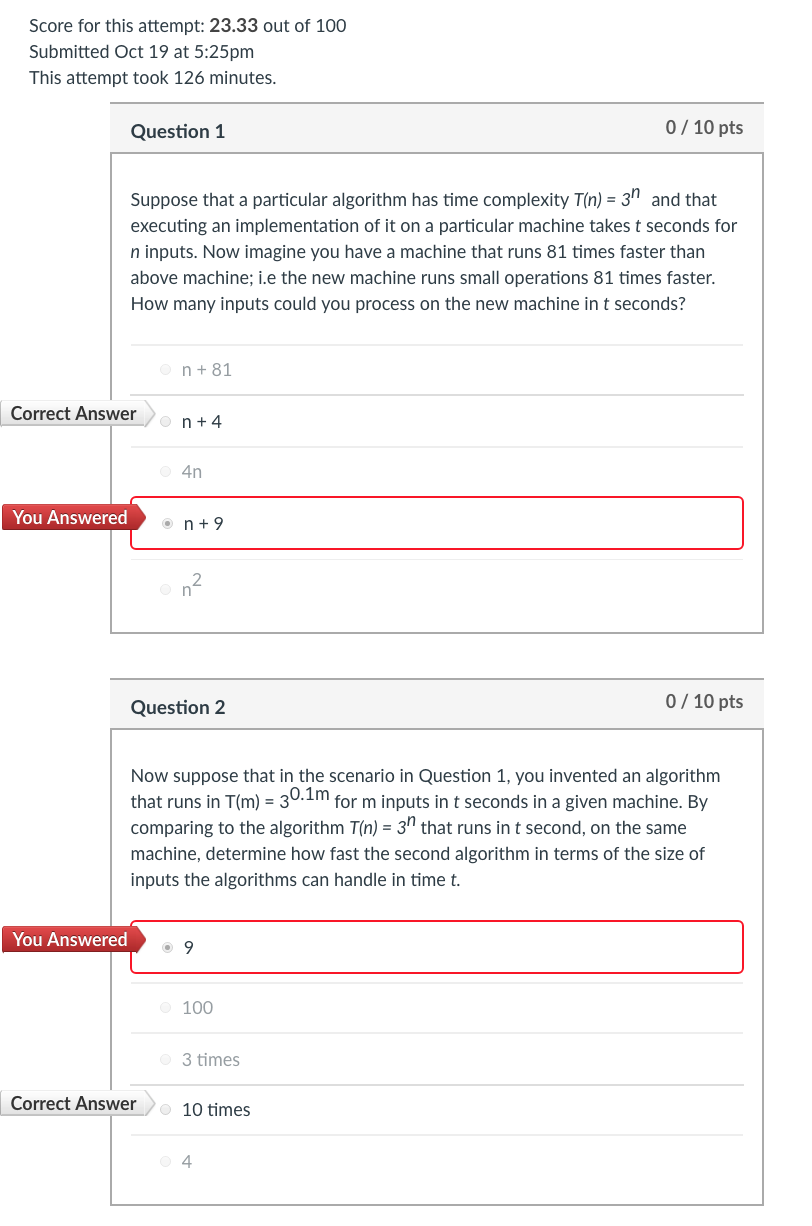 Score for this attempt: 23.33 out of 100
Submitted Oct 19 at 5:25pm
This attempt took 126 minutes.
Question 1
0 / 10 pts
Suppose that a particular algorithm has time complexity T(n) = 3^n and that
executing an implementation of it on a particular machine takes t seconds for
n inputs. Now imagine you have a machine that runs 81 times faster than
above machine; i.e the new machine runs small operations 81 times faster.
How many inputs could you process on the new machine in t seconds?
n + 81
Correct Answer
n + 4
4n
You Answered
n + 9
n^2
Question 2
0 / 10 pts
Now suppose that in the scenario in Question 1, you invented an algorithm
that runs in T(m) = 3^0.1m for m inputs in t seconds in a given machine. By
comparing to the algorithm T(n) = 3^n that runs in t second, on the same
machine, determine how fast the second algorithm in terms of the size of
inputs the algorithms can handle in time t.
You Answered
9
100
3 times
Correct Answer
10 times
4